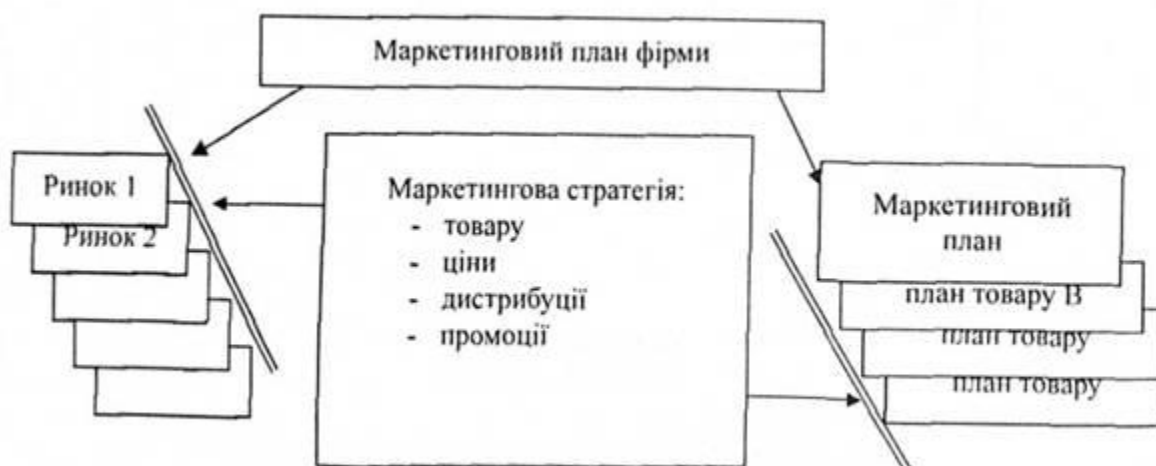 Маркетинговий план фірми
Ринок 1
Ринок 2
Маркетингова стратегія:
- товару
- ціни
- дистрибуції
- промоції
Маркетинговий
план
план товару В
план товару
план товару